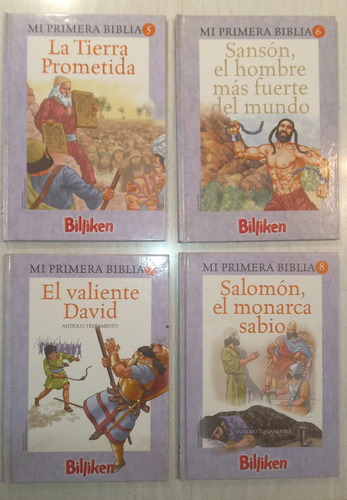 MI PRIMERA BIBLIA 5
La Tierra
Prometida
Billiken
MI PRIMERA BIBLIA 6
Sansón,
el hombre
más fuerte
del mundo
Billiken
MI PRIMERA BIBLIA
El valiente
David
ANTIGUO TESTAMENTO
Billiken
MI PRIMERA BIBLIA 8
Salomón,
el monarca
sabio
ANTIGUO TESTAMENTO
Billiken